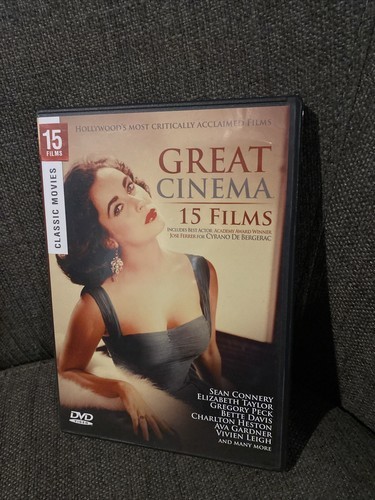 HOLLYWOOD'S MOST CRITICALLY ACCLAIMED FILMS
15
FILMS
CLASSIC MOVIES
GREAT
CINEMA
15 FILMS
INCLUDES BEST ACTOR ACADEMY AWARD WINNER
JOSE FERRER FOR CYRANO DE BERGERAC
SEAN CONNERY
ELIZABETH TAYLOR
GREGORY PECK
BETTE DAVIS
CHARLTON HESTON
AVA GARDNER
VIVIEN LEIGH
AND MANY MORE
DVD
VIDEO